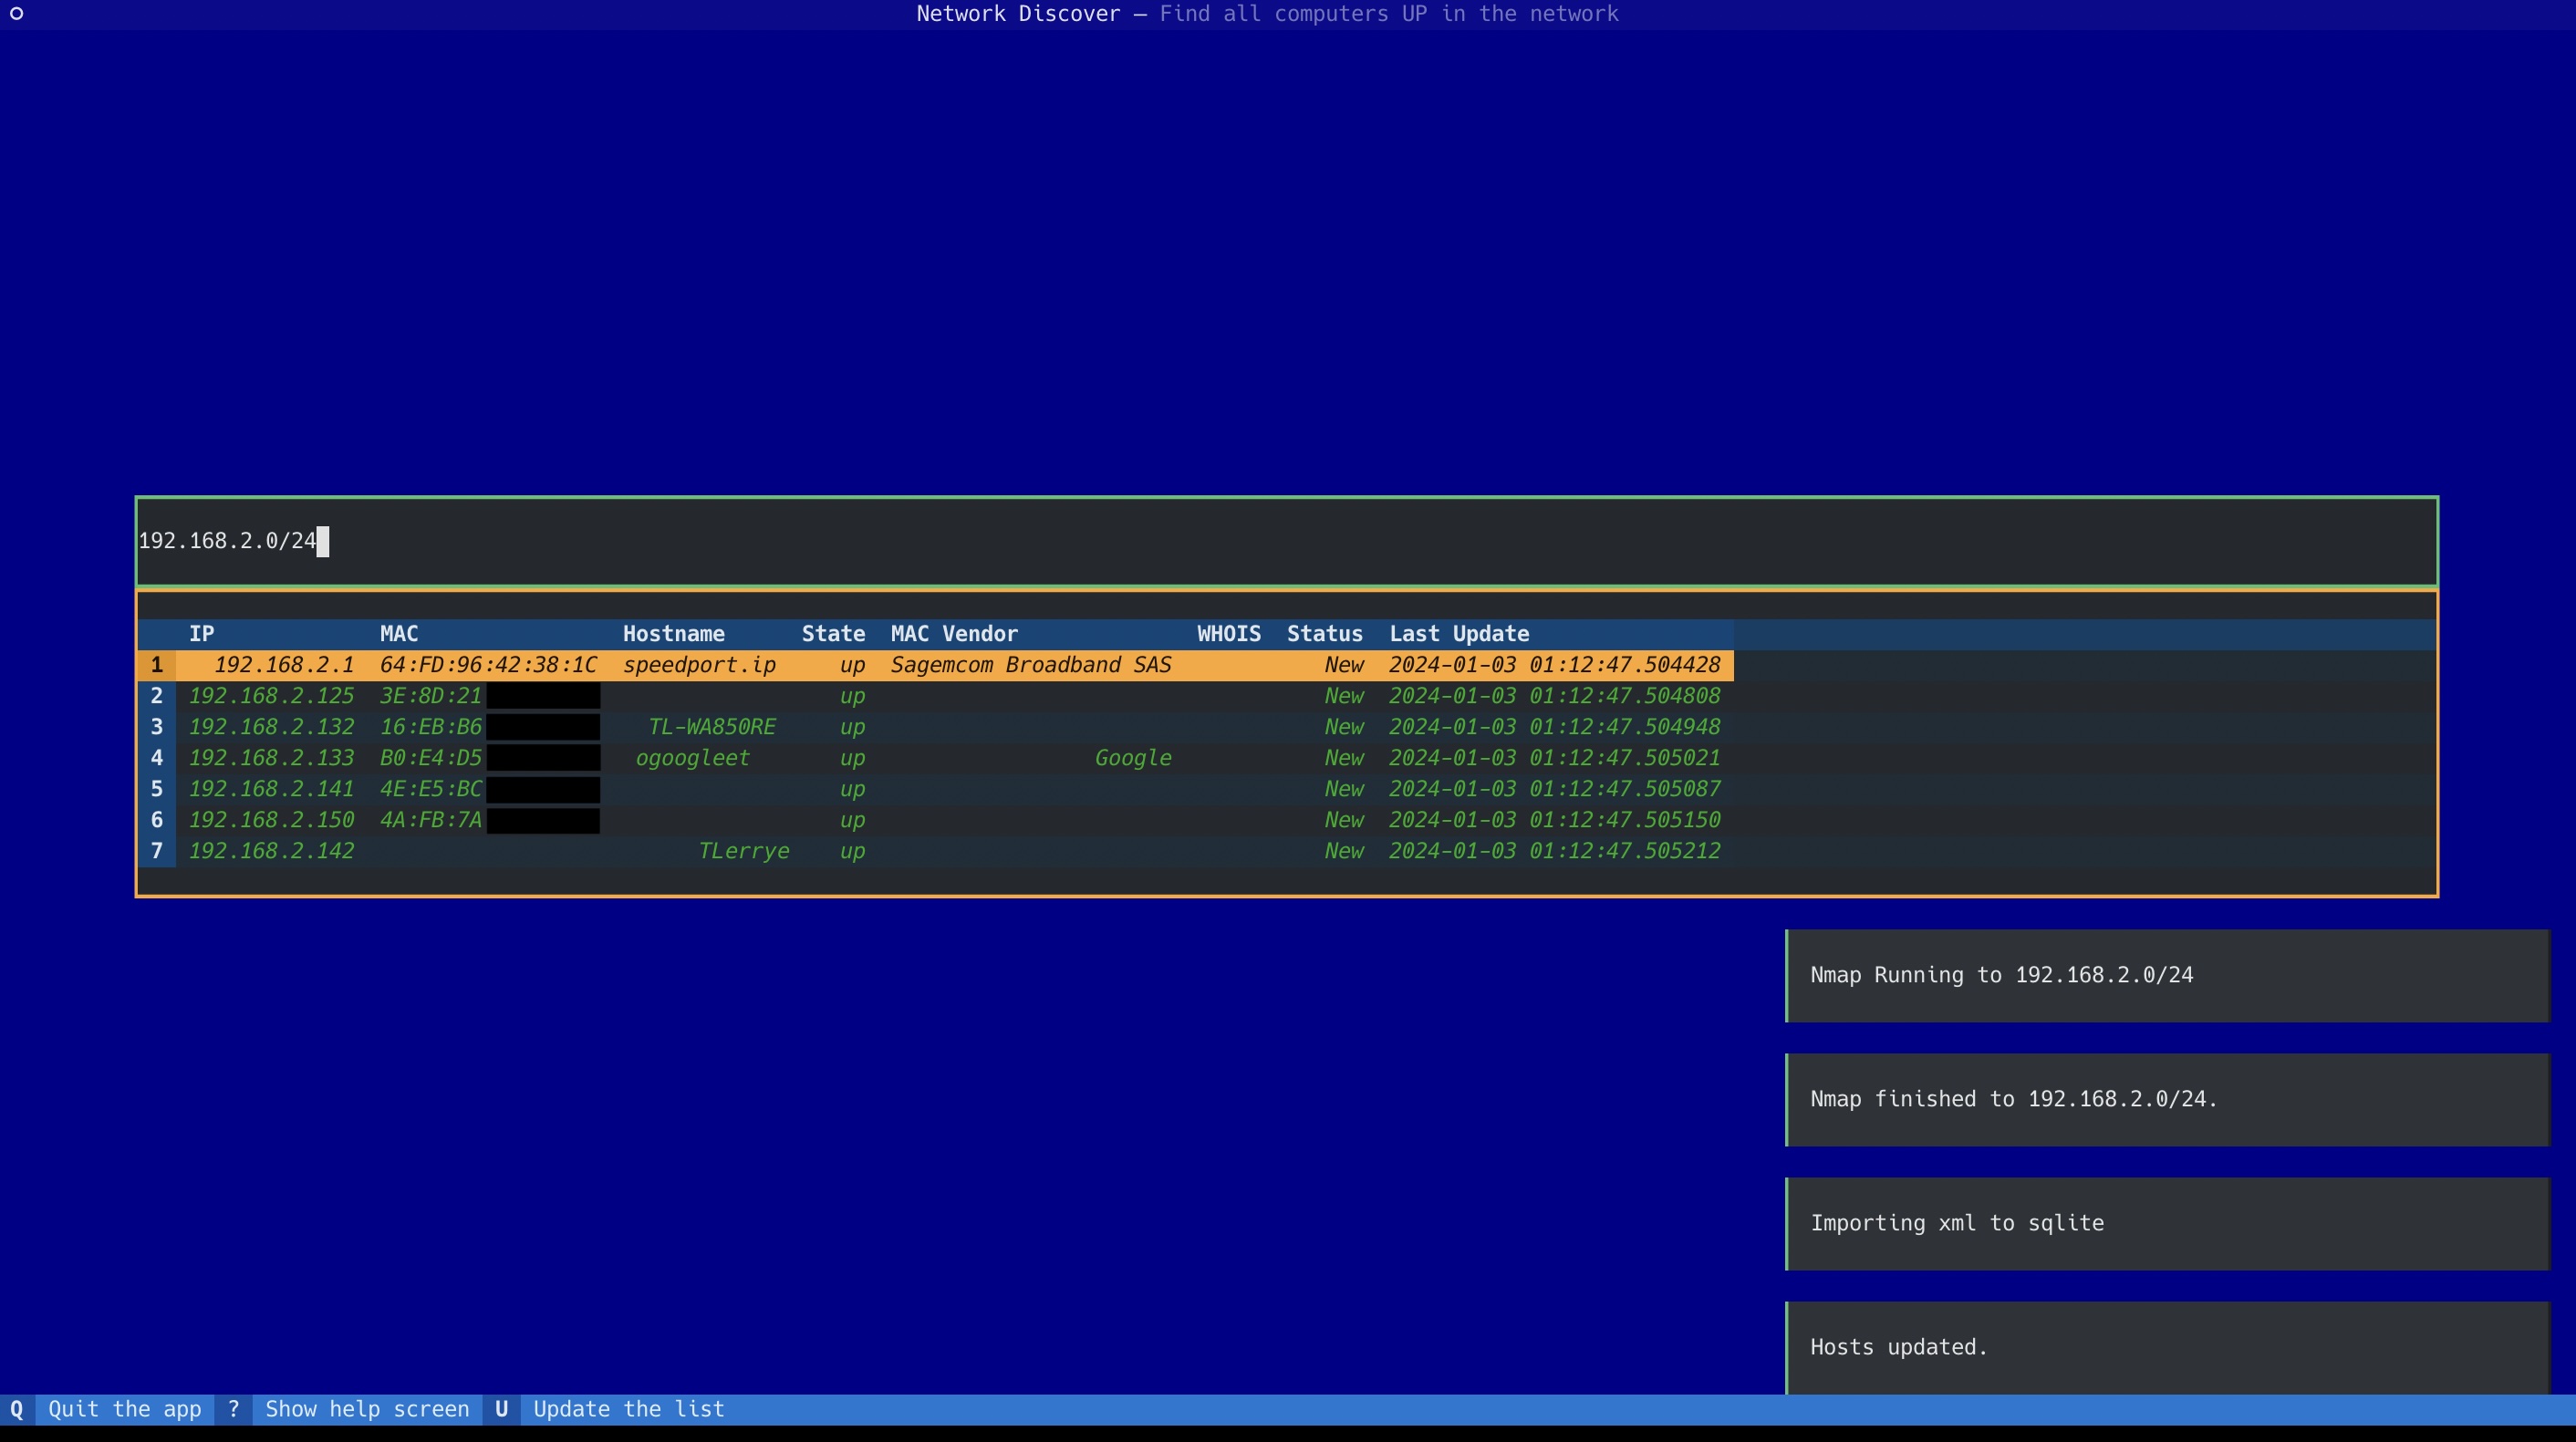 Network Discover — Find all computers UP in the network
192.168.2.0/24
IP MAC Hostname State MAC Vendor WHOIS Status Last Update
1 192.168.2.1 64:FD:96:42:38:1C speedport.ip up Sagemcom Broadband SAS New 2024-01-03 01:12:47.504428
2 192.168.2.125 3E:8D:21 up New 2024-01-03 01:12:47.504808
3 192.168.2.132 16:EB:B6 TL-WA850RE up New 2024-01-03 01:12:47.504948
4 192.168.2.133 B0:E4:D5 ogoogleet up Google New 2024-01-03 01:12:47.505021
5 192.168.2.141 4E:E5:BC up New 2024-01-03 01:12:47.505087
6 192.168.2.150 4A:FB:7A up New 2024-01-03 01:12:47.505150
7 192.168.2.142 TLerrye up New 2024-01-03 01:12:47.505212
Nmap Running to 192.168.2.0/24
Nmap finished to 192.168.2.0/24.
Importing xml to sqlite
Hosts updated.
Q Quit the app ? Show help screen U Update the list